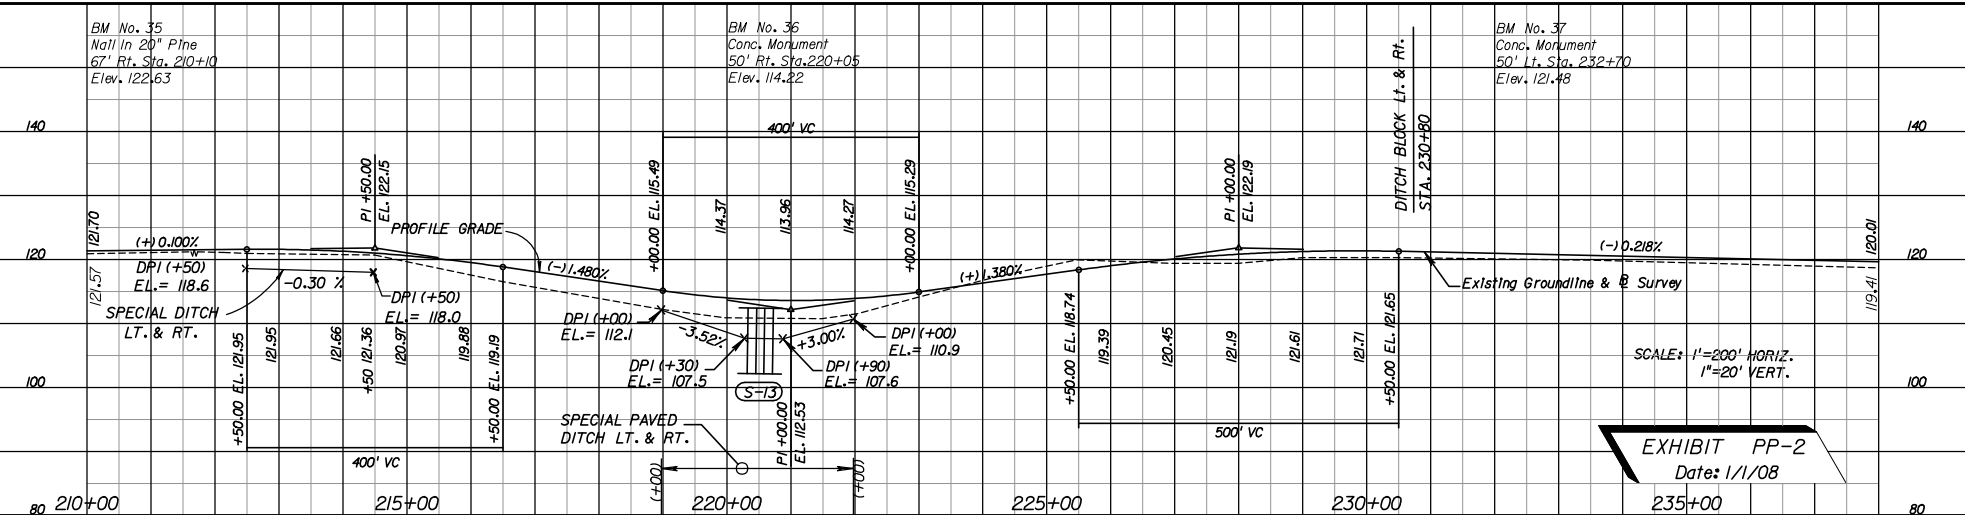 BM No. 35
Nail in 20" Pine
67' Rt. Sta. 210+10
Elev. 122.63
BM No. 36
Conc. Monument
50' Rt. Sta. 220+05
Elev. 114.22
BM No. 37
Conc. Monument
50' Lt. Sta. 232+70
Elev. 121.48
DITCH BLOCK Lt. & Rt.
STA. 230+80
140
140
400' VC
PI +50.00
EL. 122.15
+00.00 EL. 115.49
114.37
113.96
114.27
+00.00 EL. 115.29
PI +00.00
EL. 122.19
121.70
(+) 0.100%
PROFILE GRADE
(-) 1.480%
(+) 1.380%
(-) 0.218%
120.01
120
120
121.57
DPI (+50)
EL.= 118.6
-0.30 %
DPI (+50)
EL.= 118.0
SPECIAL DITCH
LT. & RT.
Existing Groundline & B Survey
119.41
DPI (+00)
EL.= 112.1
-3.52%
+3.00%
DPI (+00)
EL.= 110.9
DPI (+30)
EL.= 107.5
DPI (+90)
EL.= 107.6
S-13
+50.00 EL. 121.95
121.95
121.66
+50 121.36
120.97
119.88
+50.00 EL. 119.19
+50.00 EL. 118.74
119.39
120.45
121.19
121.61
121.71
+50.00 EL. 121.65
SCALE: 1"=200' HORIZ.
1"=20' VERT.
100
100
SPECIAL PAVED
DITCH LT. & RT.
PI +00.00
EL. 112.53
400' VC
500' VC
(+00)
(+00)
EXHIBIT PP-2
Date: 1/1/08
80
210+00
215+00
220+00
225+00
230+00
235+00
80